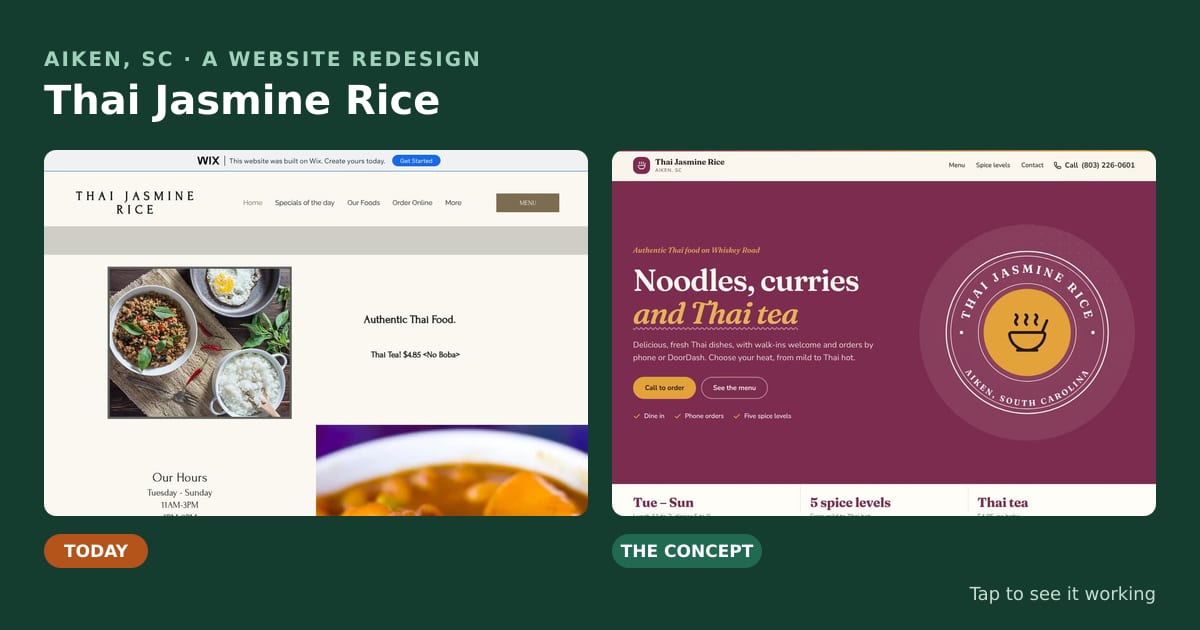 AIKEN, SC · A WEBSITE REDESIGN
Thai Jasmine Rice
WIX
This website was built on Wix. Create yours today.
Get Started
THAI JASMINE
RICE
Home
Specials of the day
Our Foods
Order Online
More
MENU
Authentic Thai Food.
Thai Tea! $4.85 <No Boba>
Our Hours
Tuesday - Sunday
11AM-3PM
Thai Jasmine Rice
AIKEN, SC
Menu
Spice levels
Contact
Call (803) 226-0601
Authentic Thai food on Whiskey Road
Noodles, curries
and Thai tea
Delicious, fresh Thai dishes, with walk-ins welcome and orders by
phone or DoorDash. Choose your heat, from mild to Thai hot.
Call to order
See the menu
Dine in
Phone orders
Five spice levels
THAI JASMINE RICE
AIKEN, SOUTH CAROLINA
Tue – Sun
5 spice levels
Thai tea
TODAY
THE CONCEPT
Tap to see it working